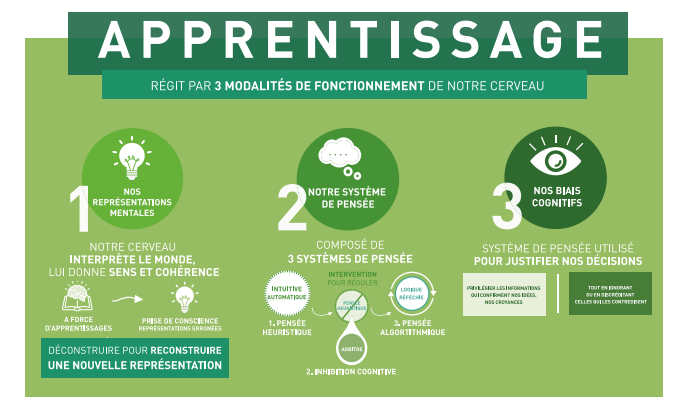 APPRENTISSAGE
RÉGIT PAR 3 MODALITÉS DE FONCTIONNEMENT DE NOTRE CERVEAU
1
NOS
REPRÉSENTATIONS
MENTALES
NOTRE CERVEAU
INTERPRÈTE LE MONDE,
LUI DONNE SENS ET COHÉRENCE
A FORCE
D'APPRENTISSAGES
PRISE DE CONSCIENCE
REPRÉSENTATIONS ERRONÉES
DÉCONSTRUIRE POUR RECONSTRUIRE
UNE NOUVELLE REPRÉSENTATION
2
NOTRE SYSTÈME
DE PENSÉE
COMPOSÉ DE
3 SYSTÈMES DE PENSÉE
INTUITIVE
AUTOMATIQUE
1. PENSÉE
HEURISTIQUE
INTERVENTION
POUR RÉGULER
PENSÉE
HEURISTIQUE
ARBITRE
2. INHIBITION COGNITIVE
LOGIQUE
RÉFÉCHIE
3. PENSÉE
ALGORTITHMIQUE
3
NOS BIAIS
COGNITIFS
SYSTÈME DE PENSÉE UTILISÉ
POUR JUSTIFIER NOS DÉCISIONS
PRIVILÉGIER LES INFORMATIONS
QUI CONFIRMENT NOS IDÉES,
NOS CROYANCES
TOUT EN IGNORANT
OU EN DISCRÉDITANT
CELLES QUI LES CONTREDISENT